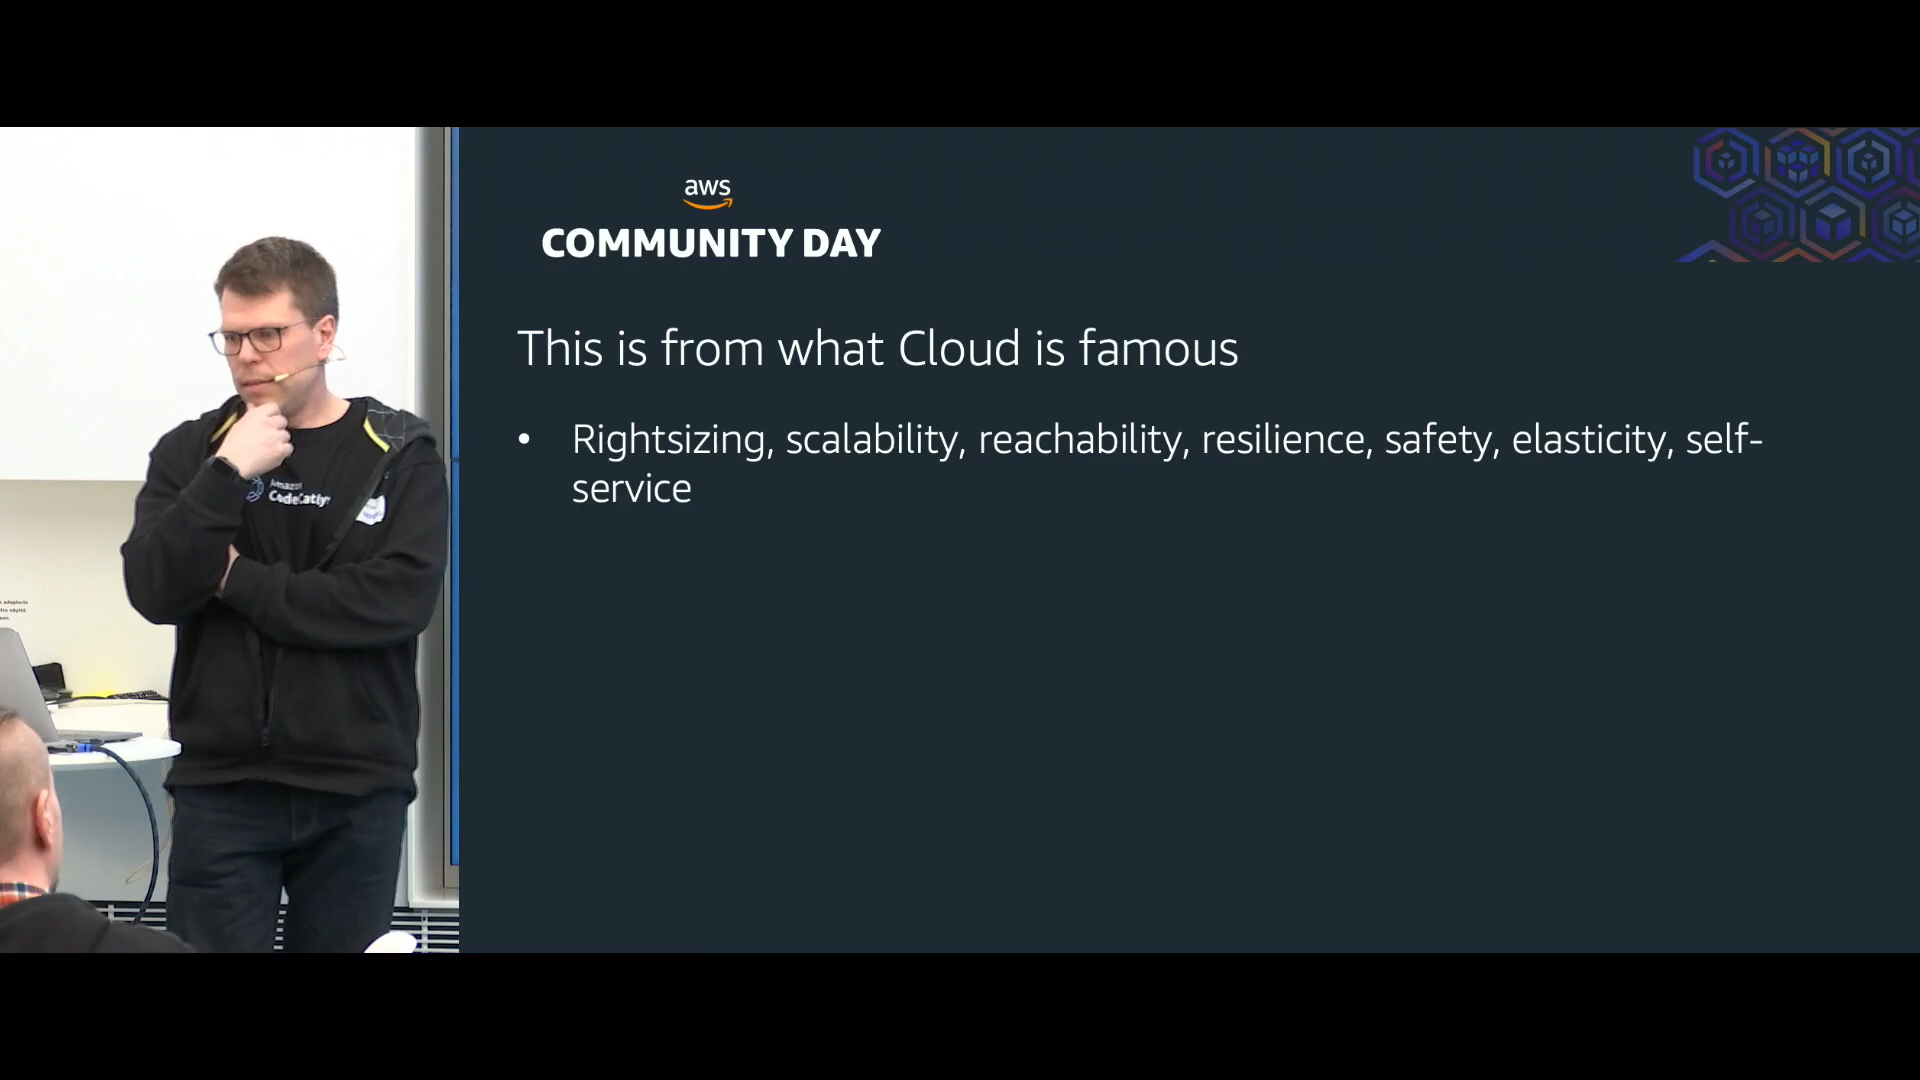 aws
COMMUNITY DAY
This is from what Cloud is famous
• Rightsizing, scalability, reachability, resilience, safety, elasticity, self-
service
Amazon